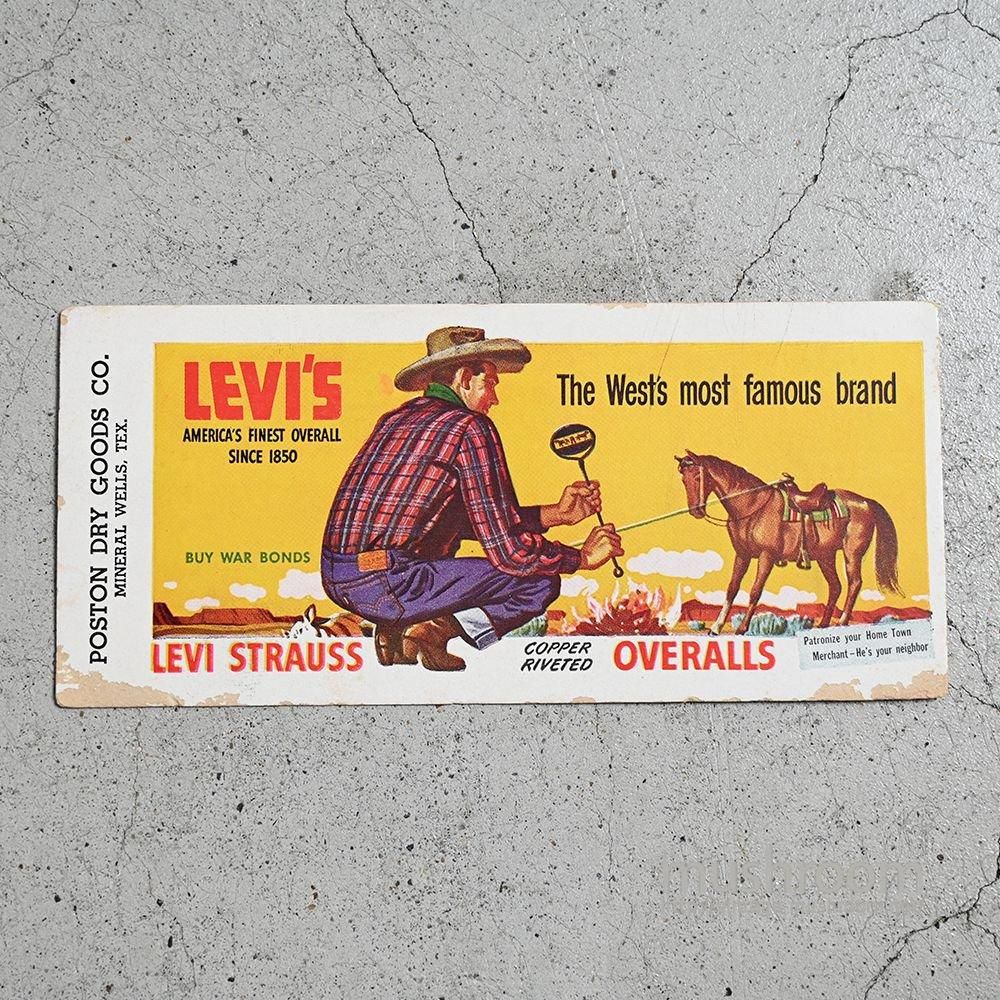 POSTON DRY GOODS CO.
MINERAL WELLS, TEX.
LEVI'S
AMERICA'S FINEST OVERALL
SINCE 1850
The West's most famous brand
BUY WAR BONDS
LEVI STRAUSS
COPPER
RIVETED
OVERALLS
Patronize your Home Town
Merchant-He's your neighbor
mushroom